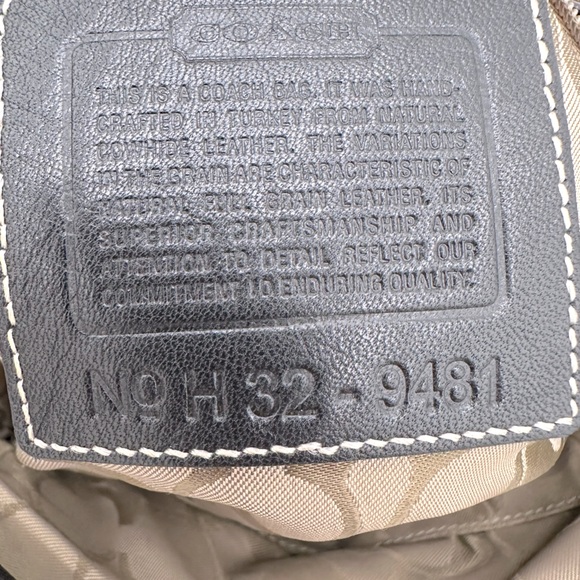 COACH
THIS IS A COACH BAG. IT WAS HAND-
CRAFTED IN TURKEY FROM NATURAL
COWHIDE LEATHER. THE VARIATIONS
IN THE GRAIN ARE CHARACTERISTIC OF
NATURAL FULL GRAIN LEATHER. ITS
SUPERIOR CRAFTSMANSHIP AND
ATTENTION TO DETAIL REFLECT OUR
COMMITMENT TO ENDURING QUALITY.
No H 32 - 9481